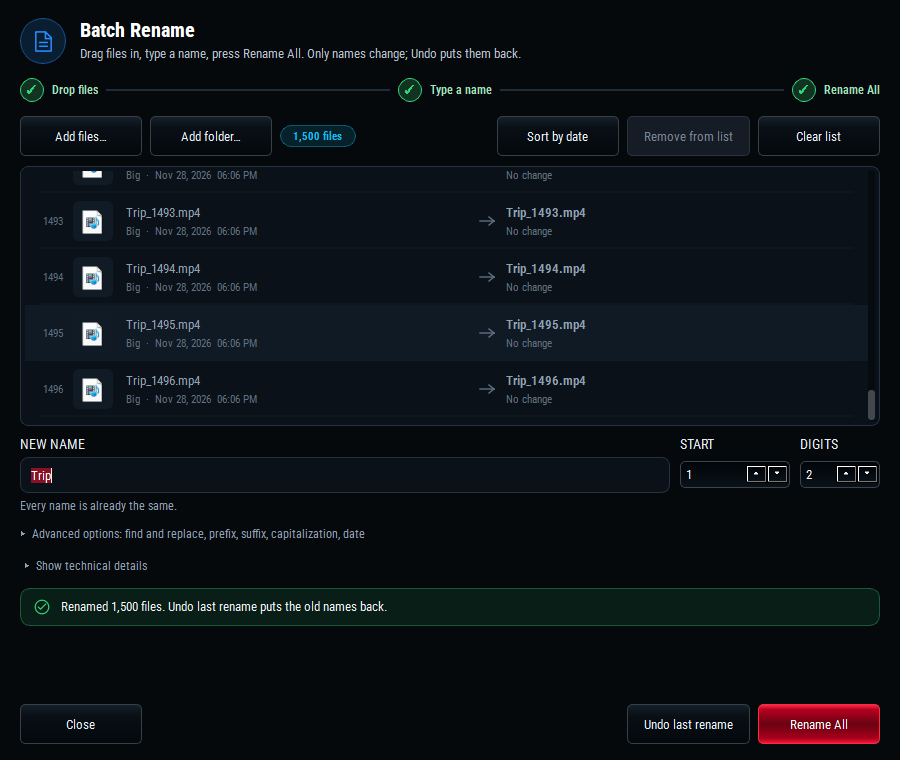 Batch Rename
Drag files in, type a name, press Rename All. Only names change; Undo puts them back.
Drop files
Type a name
Rename All
Add files...
Add folder...
1,500 files
Sort by date
Remove from list
Clear list
Big · Nov 28, 2026 06:06 PM
No change
1493
Trip_1493.mp4
Big · Nov 28, 2026 06:06 PM
Trip_1493.mp4
No change
1494
Trip_1494.mp4
Big · Nov 28, 2026 06:06 PM
Trip_1494.mp4
No change
1495
Trip_1495.mp4
Big · Nov 28, 2026 06:06 PM
Trip_1495.mp4
No change
1496
Trip_1496.mp4
Big · Nov 28, 2026 06:06 PM
Trip_1496.mp4
No change
NEW NAME
START
DIGITS
Trip
1
2
Every name is already the same.
Advanced options: find and replace, prefix, suffix, capitalization, date
Show technical details
Renamed 1,500 files. Undo last rename puts the old names back.
Close
Undo last rename
Rename All